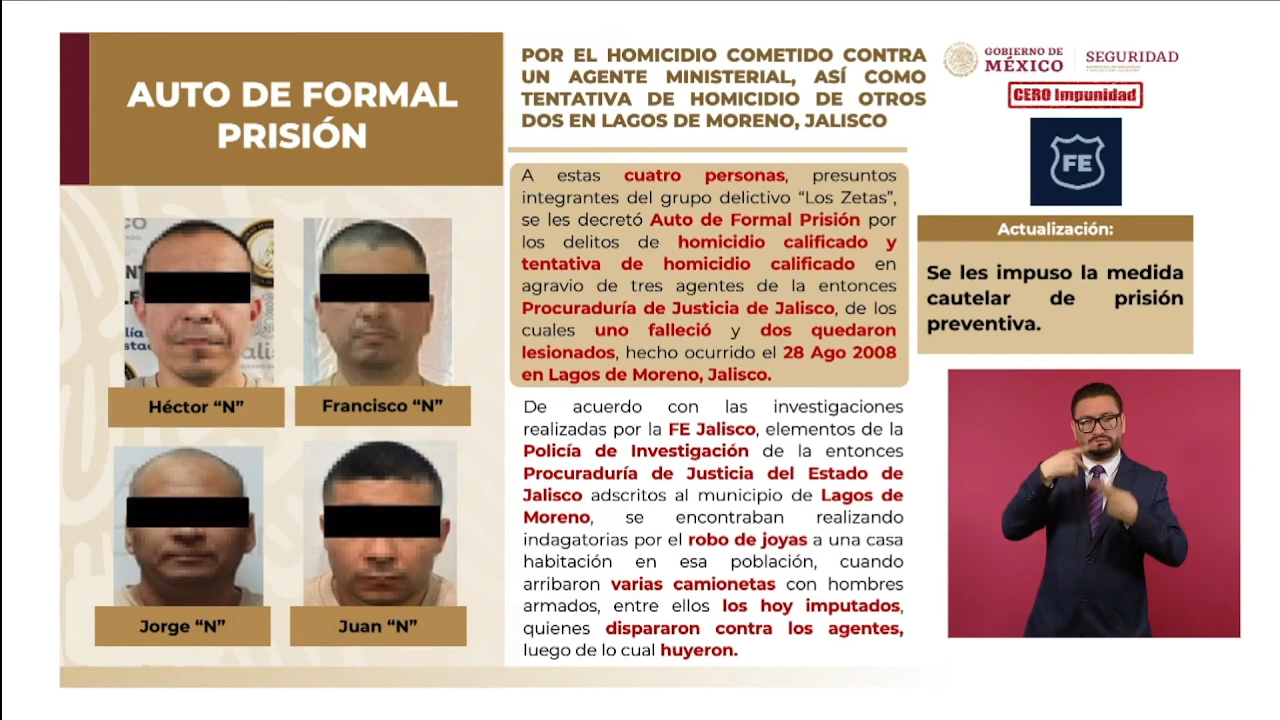 AUTO DE FORMAL
PRISIÓN
Héctor “N”
Francisco “N”
Jorge “N”
Juan “N”
POR EL HOMICIDIO COMETIDO CONTRA
UN AGENTE MINISTERIAL, ASÍ COMO
TENTATIVA DE HOMICIDIO DE OTROS
DOS EN LAGOS DE MORENO, JALISCO
A estas cuatro personas, presuntos
integrantes del grupo delictivo “Los Zetas”,
se les decretó Auto de Formal Prisión por
los delitos de homicidio calificado y
tentativa de homicidio calificado en
agravio de tres agentes de la entonces
Procuraduría de Justicia de Jalisco, de los
cuales uno falleció y dos quedaron
lesionados, hecho ocurrido el 28 Ago 2008
en Lagos de Moreno, Jalisco.
De acuerdo con las investigaciones
realizadas por la FE Jalisco, elementos de la
Policía de Investigación de la entonces
Procuraduría de Justicia del Estado de
Jalisco adscritos al municipio de Lagos de
Moreno, se encontraban realizando
indagatorias por el robo de joyas a una casa
habitación en esa población, cuando
arribaron varias camionetas con hombres
armados, entre ellos los hoy imputados,
quienes dispararon contra los agentes,
luego de lo cual huyeron.
GOBIERNO DE
MÉXICO
SEGURIDAD
CERO Impunidad
FE
Actualización:
Se les impuso la medida
cautelar de prisión
preventiva.